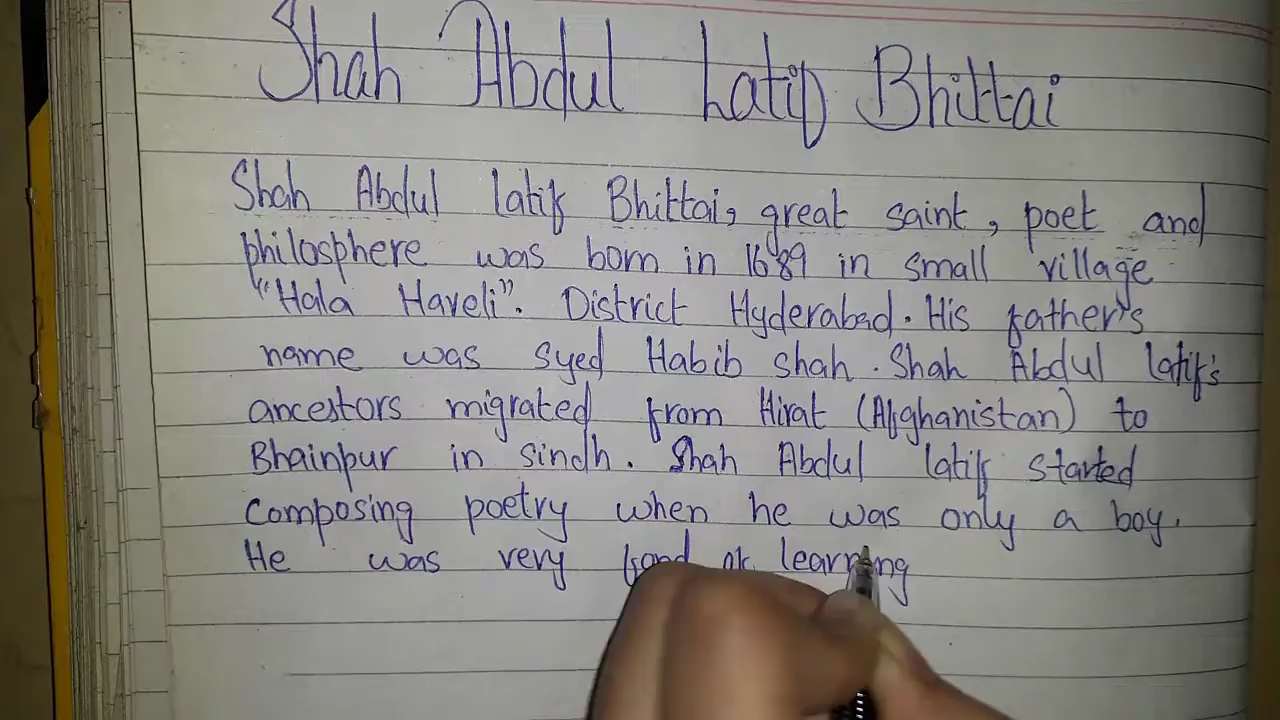 Shah Abdul Latif Bhittai
Shah Abdul latif Bhittai, great saint, poet and
philosphere was born in 1689 in small village
"Hala Haveli". District Hyderabad. His father's
name was syed Habib shah. Shah Abdul latif's
ancestors migrated from Hirat (Afghanistan) to
Bhainpur in sindh. Shah Abdul latif started
composing poetry when he was only a boy.
He was very fond of learning